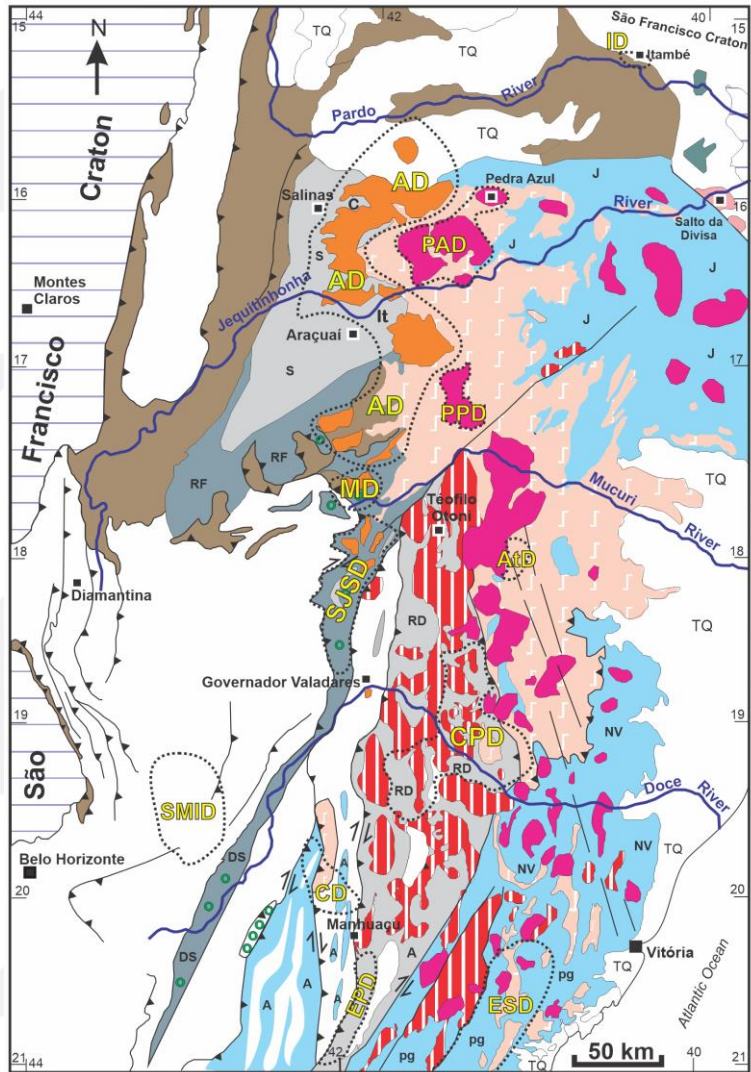 15
44
42
40
15
N
TQ
ID
São Francisco Craton
Itambé
Pardo
River
TQ
TQ
AD
J
Pedra Azul
River
Craton
16
Salinas
C
16
Salto da
Divisa
PAD
J
S
AD
J
Montes
Claros
Jequitinhonha
It
J
Araçuaí
17
17
J
S
PPD
Francisco
AD
RF
RF
TQ
MD
Téofilo
Otoni
Mucuri
River
18
AtD
18
Diamantina
SJSD
RD
TQ
Governador Valadares
19
NV
19
CPD
RD
RD
Doce
River
São
SMID
DS
A
NV
NV
TQ
Belo Horizonte
CD
20
20
Manhuaçu
DS
A
A
A
A
Vitória
pg
TQ
EPD
ESD
Atlantic Ocean
pg
pg
50 km
21
44
42
40
21